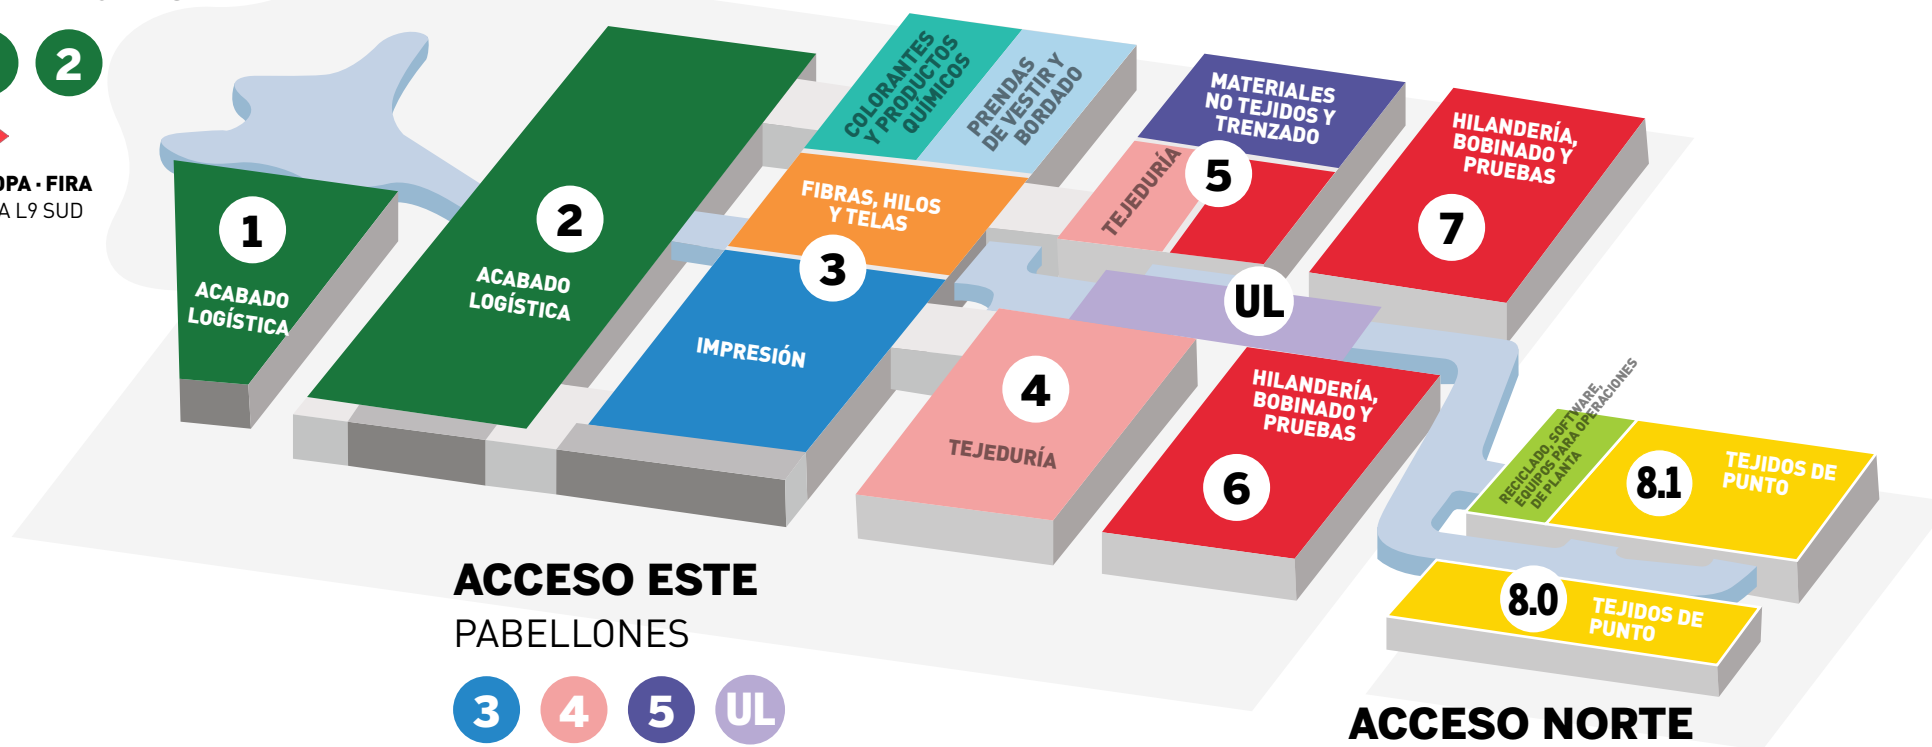 2
OPA · FIRA
A L9 SUD
1
ACABADO
LOGÍSTICA
2
ACABADO
LOGÍSTICA
COLORANTES
Y PRODUCTOS
QUÍMICOS
PRENDAS
DE VESTIR Y
BORDADO
FIBRAS, HILOS
Y TELAS
3
IMPRESIÓN
MATERIALES
NO TEJIDOS Y
TRENZADO
TEJEDURÍA
5
HILANDERÍA,
BOBINADO Y
PRUEBAS
7
UL
4
TEJEDURÍA
HILANDERÍA,
BOBINADO Y
PRUEBAS
6
RECICLADO, SOFTWARE,
EQUIPOS PARA OPERACIONES
DE PLANTA
8.1
TEJIDOS DE
PUNTO
8.0
TEJIDOS DE
PUNTO
ACCESO ESTE
PABELLONES
3 4 5 UL
ACCESO NORTE